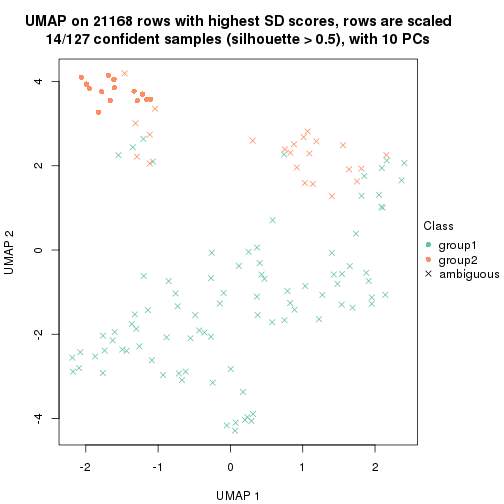 UMAP on 21168 rows with highest SD scores, rows are scaled
14/127 confident samples (silhouette > 0.5), with 10 PCs
4
2
0
-2
-4
UMAP 2
-2
-1
0
1
2
UMAP 1
Class
group1
group2
ambiguous